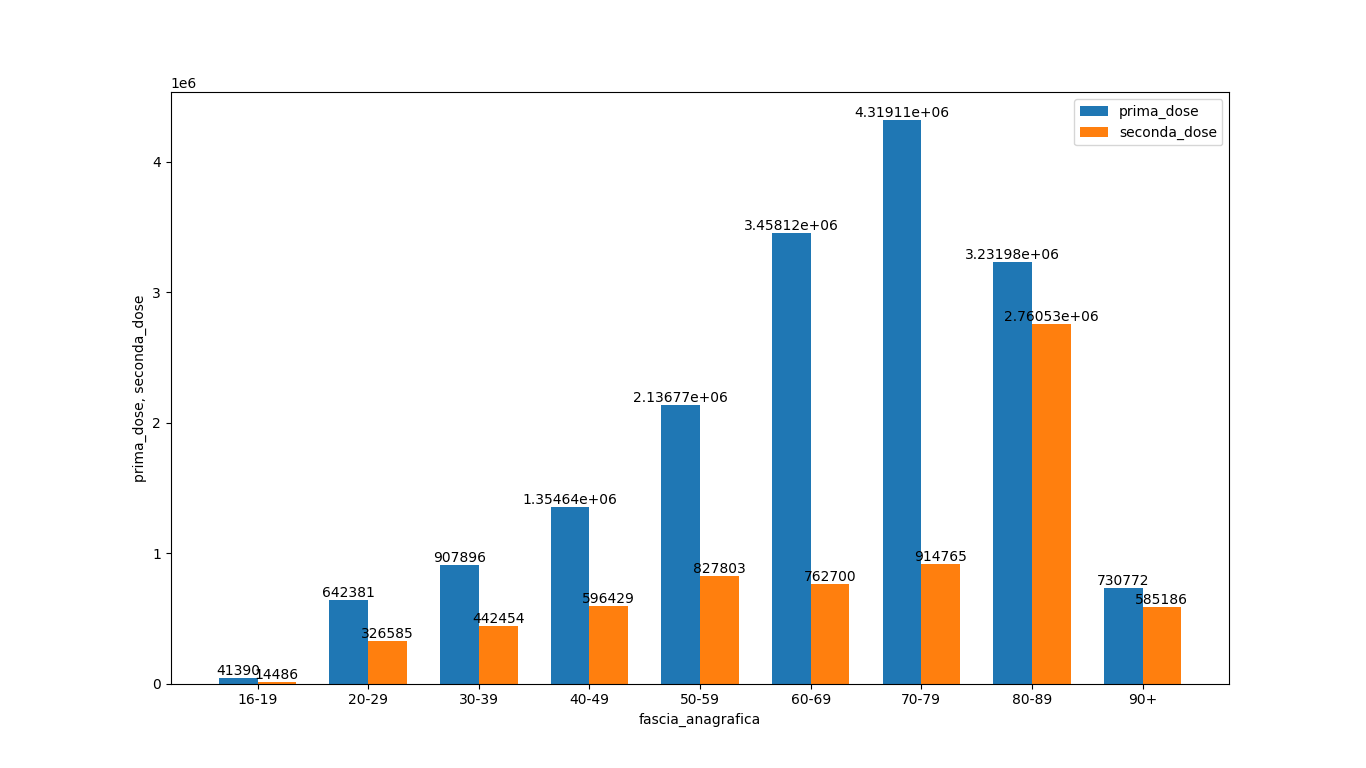 1e6
prima_dose
seconda_dose
4.31911e+06
3.45812e+06
3.23198e+06
2.76053e+06
2.13677e+06
1.35464e+06
907896
914765
827803
762700
730772
642381
596429
585186
442454
326585
41390
14486
4
3
2
1
0
prima_dose, seconda_dose
16-19 20-29 30-39 40-49 50-59 60-69 70-79 80-89 90+
fascia_anagrafica